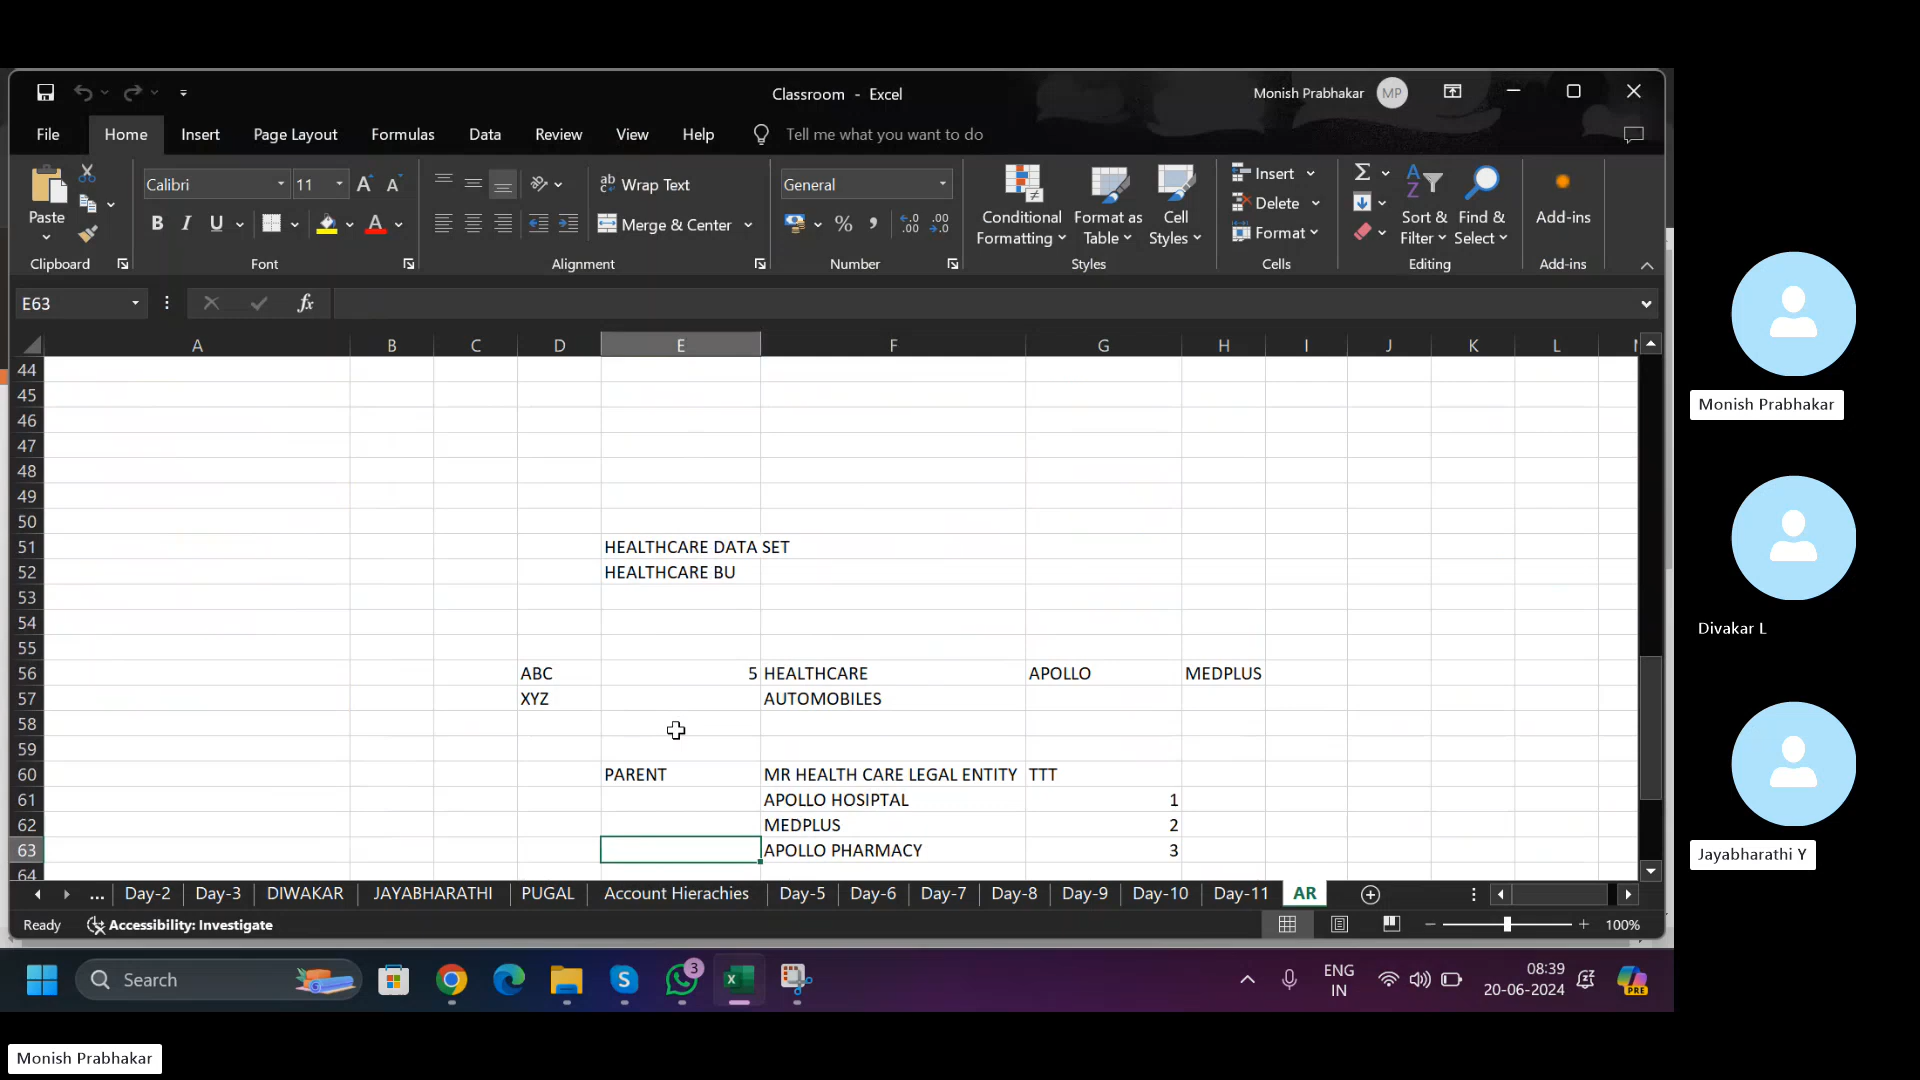 Classroom - Excel
Monish Prabhakar MP
File Home Insert Page Layout Formulas Data Review View Help Tell me what you want to do
Paste
Clipboard
Calibri 11
B I U
Font
Wrap Text
Merge & Center
Alignment
General
Number
Conditional Formatting
Format as Table
Cell Styles
Styles
Insert
Delete
Format
Cells
Sort & Filter
Find & Select
Editing
Add-ins
Add-ins
E63 fx
A B C D E F G H I J K L
44
45
46
47
48
49
50
51 HEALTHCARE DATA SET
52 HEALTHCARE BU
53
54
55
56 ABC 5 HEALTHCARE APOLLO MEDPLUS
57 XYZ AUTOMOBILES
58
59
60 PARENT MR HEALTH CARE LEGAL ENTITY TTT
61 APOLLO HOSIPTAL 1
62 MEDPLUS 2
63 APOLLO PHARMACY 3
64
... Day-2 Day-3 DIWAKAR JAYABHARATHI PUGAL Account Hierachies Day-5 Day-6 Day-7 Day-8 Day-9 Day-10 Day-11 AR
Ready Accessibility: Investigate 100%
Search
3
ENG
IN
08:39
20-06-2024
PRE
Monish Prabhakar
Divakar L
Jayabharathi Y
Monish Prabhakar